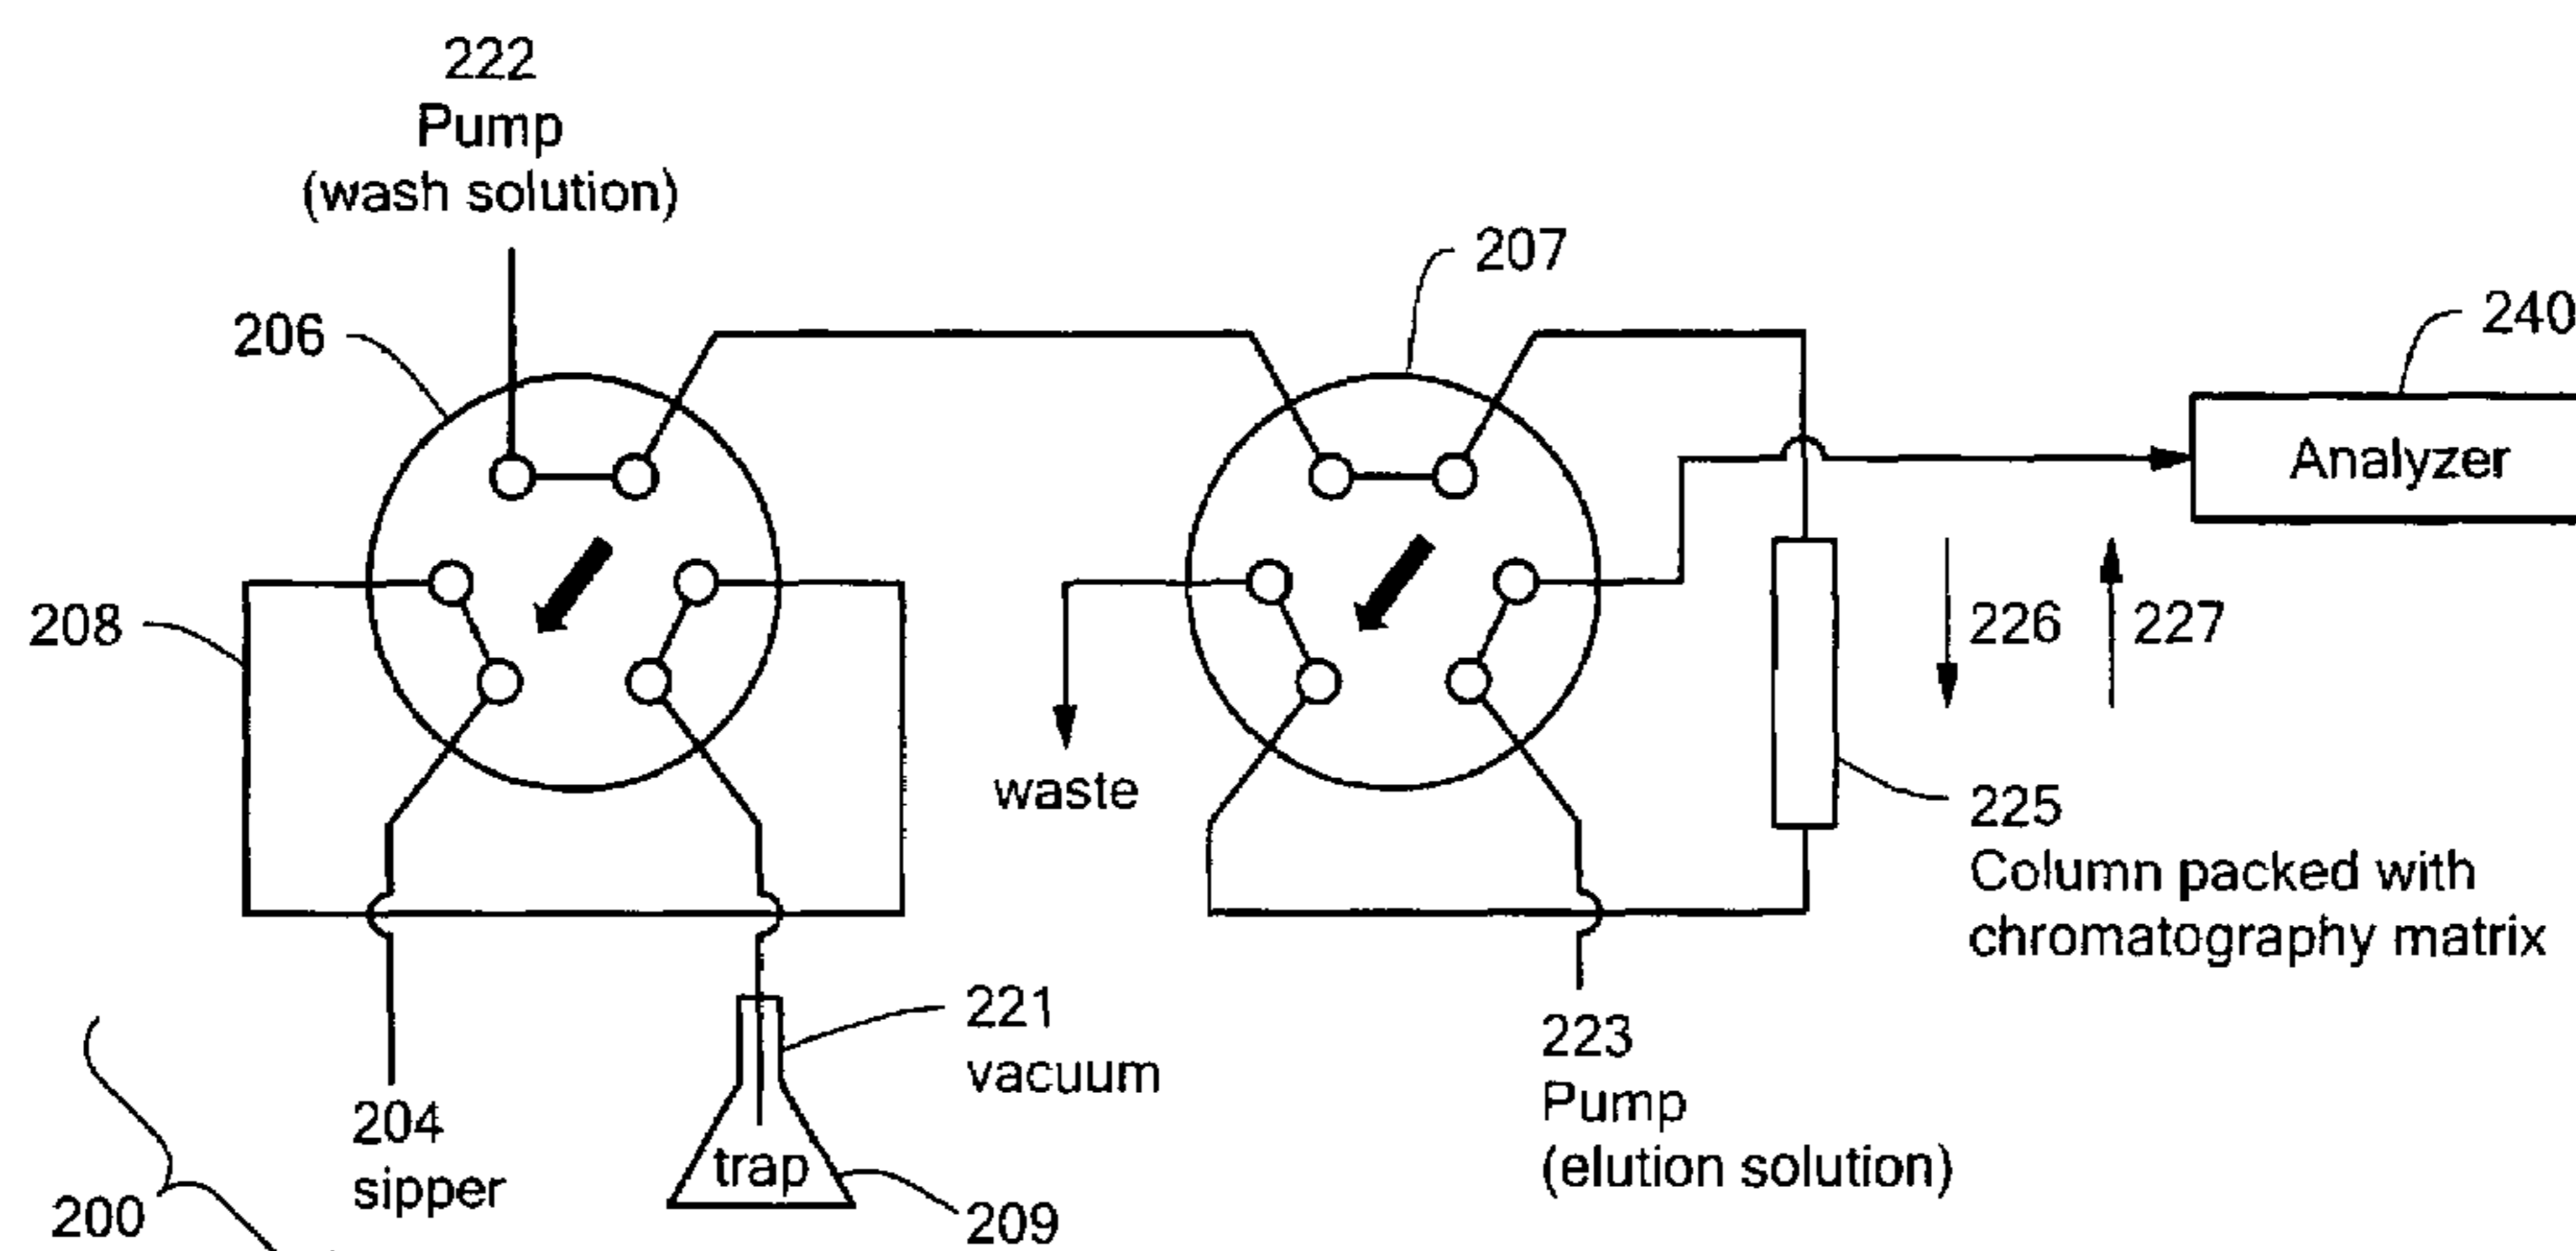 222
Pump
(wash solution)
207
240
206
Analyzer
208
226
227
waste
225
Column packed with
chromatography matrix
221
vacuum
223
Pump
(elution solution)
204
sipper
trap
209
200